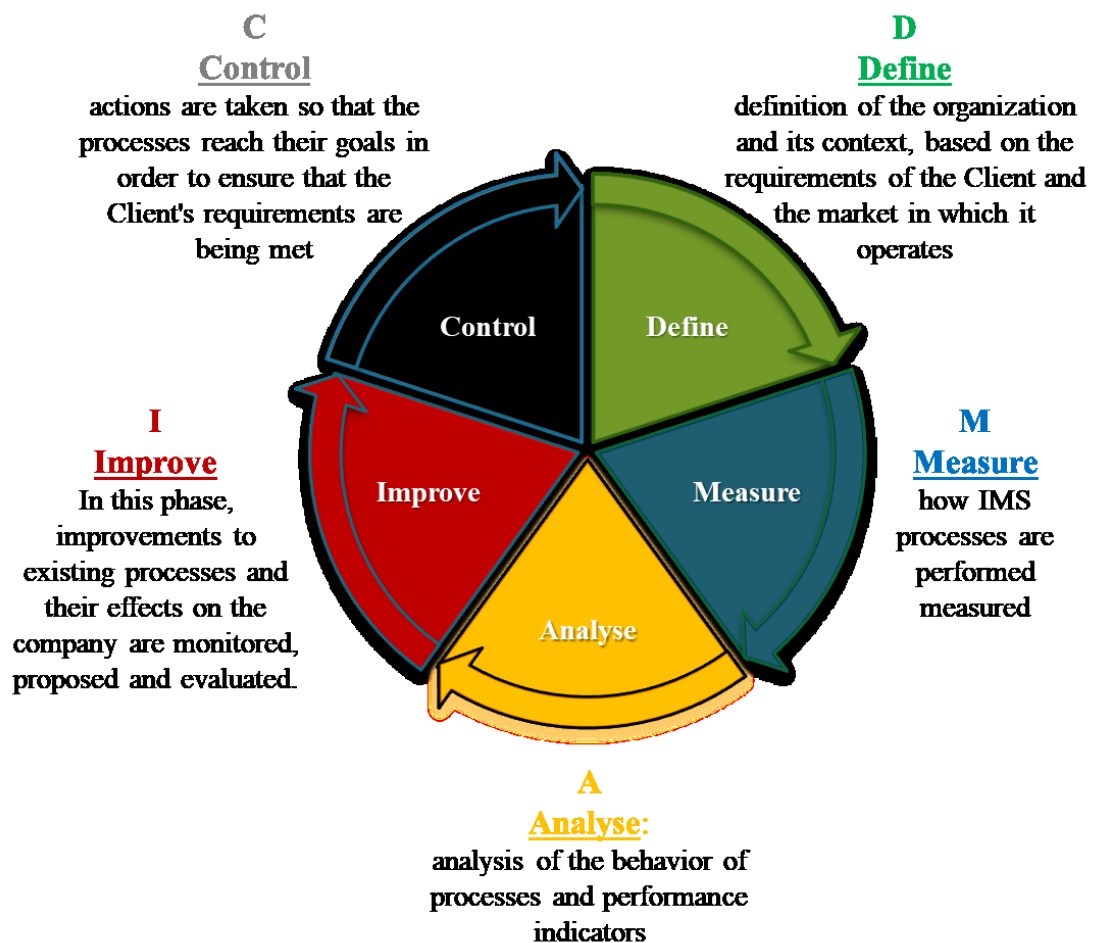 C
Control
actions are taken so that the
processes reach their goals in
order to ensure that the
Client's requirements are
being met
D
Define
definition of the organization
and its context, based on the
requirements of the Client and
the market in which it
operates
Control
Define
I
Improve
In this phase,
improvements to
existing processes and
their effects on the
company are monitored,
proposed and evaluated.
Improve
Measure
M
Measure
how IMS
processes are
performed
measured
Analyse
A
Analyse:
analysis of the behavior of
processes and performance
indicators